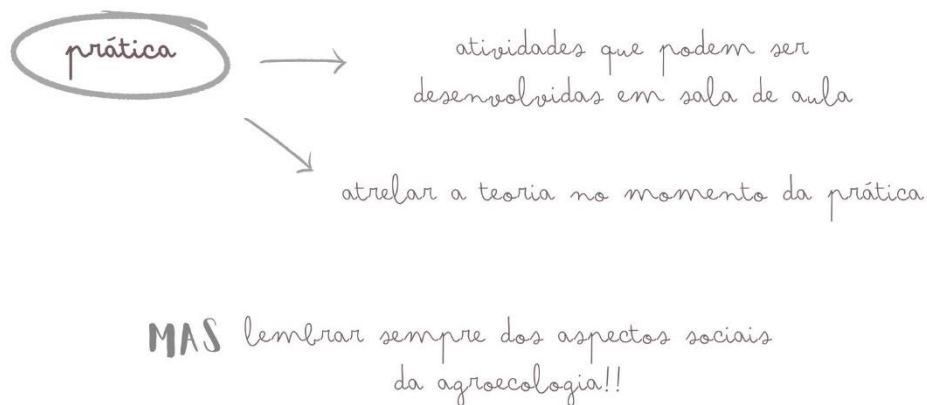 prática
atividades que podem ser
desenvolvidas em sala de aula
atrelar a teoria no momento da prática
MAS lembrar sempre dos aspectos sociais
da agroecologia!!